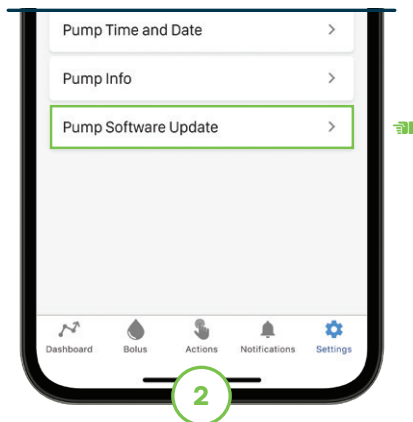 Pump Time and Date
Pump Info
Pump Software Update
Dashboard Bolus Actions Notifications Settings
2